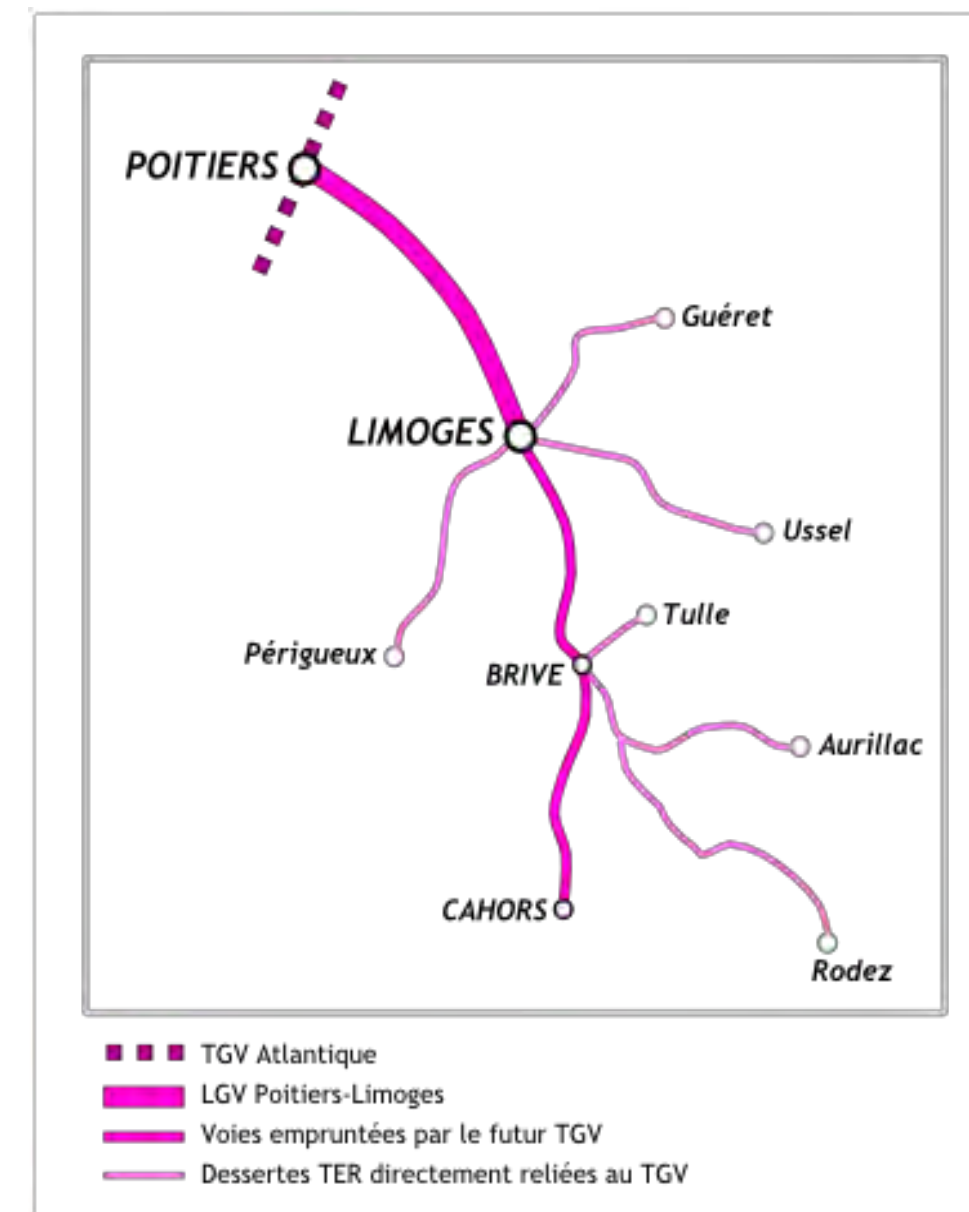 POITIERS
Guéret
LIMOGES
Ussel
Tulle
Périgueux
BRIVE
Aurillac
CAHORS
Rodez
TGV Atlantique
LGV Poitiers-Limoges
Voies empruntées par le futur TGV
Dessertes TER directement reliées au TGV